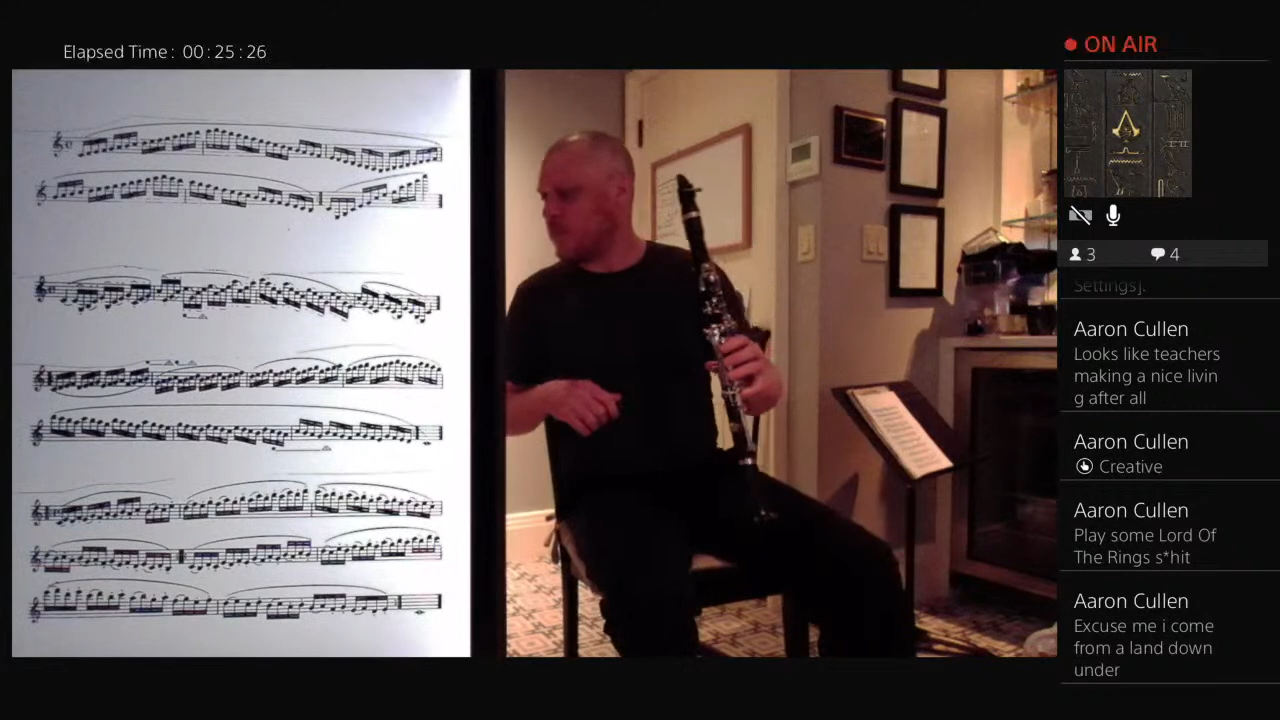 Elapsed Time: 00:25:26
ON AIR
3
4
Settings].
Aaron Cullen
Looks like teachers
making a nice livin
g after all
Aaron Cullen
Creative
Aaron Cullen
Play some Lord Of
The Rings s*hit
Aaron Cullen
Excuse me i come
from a land down
under